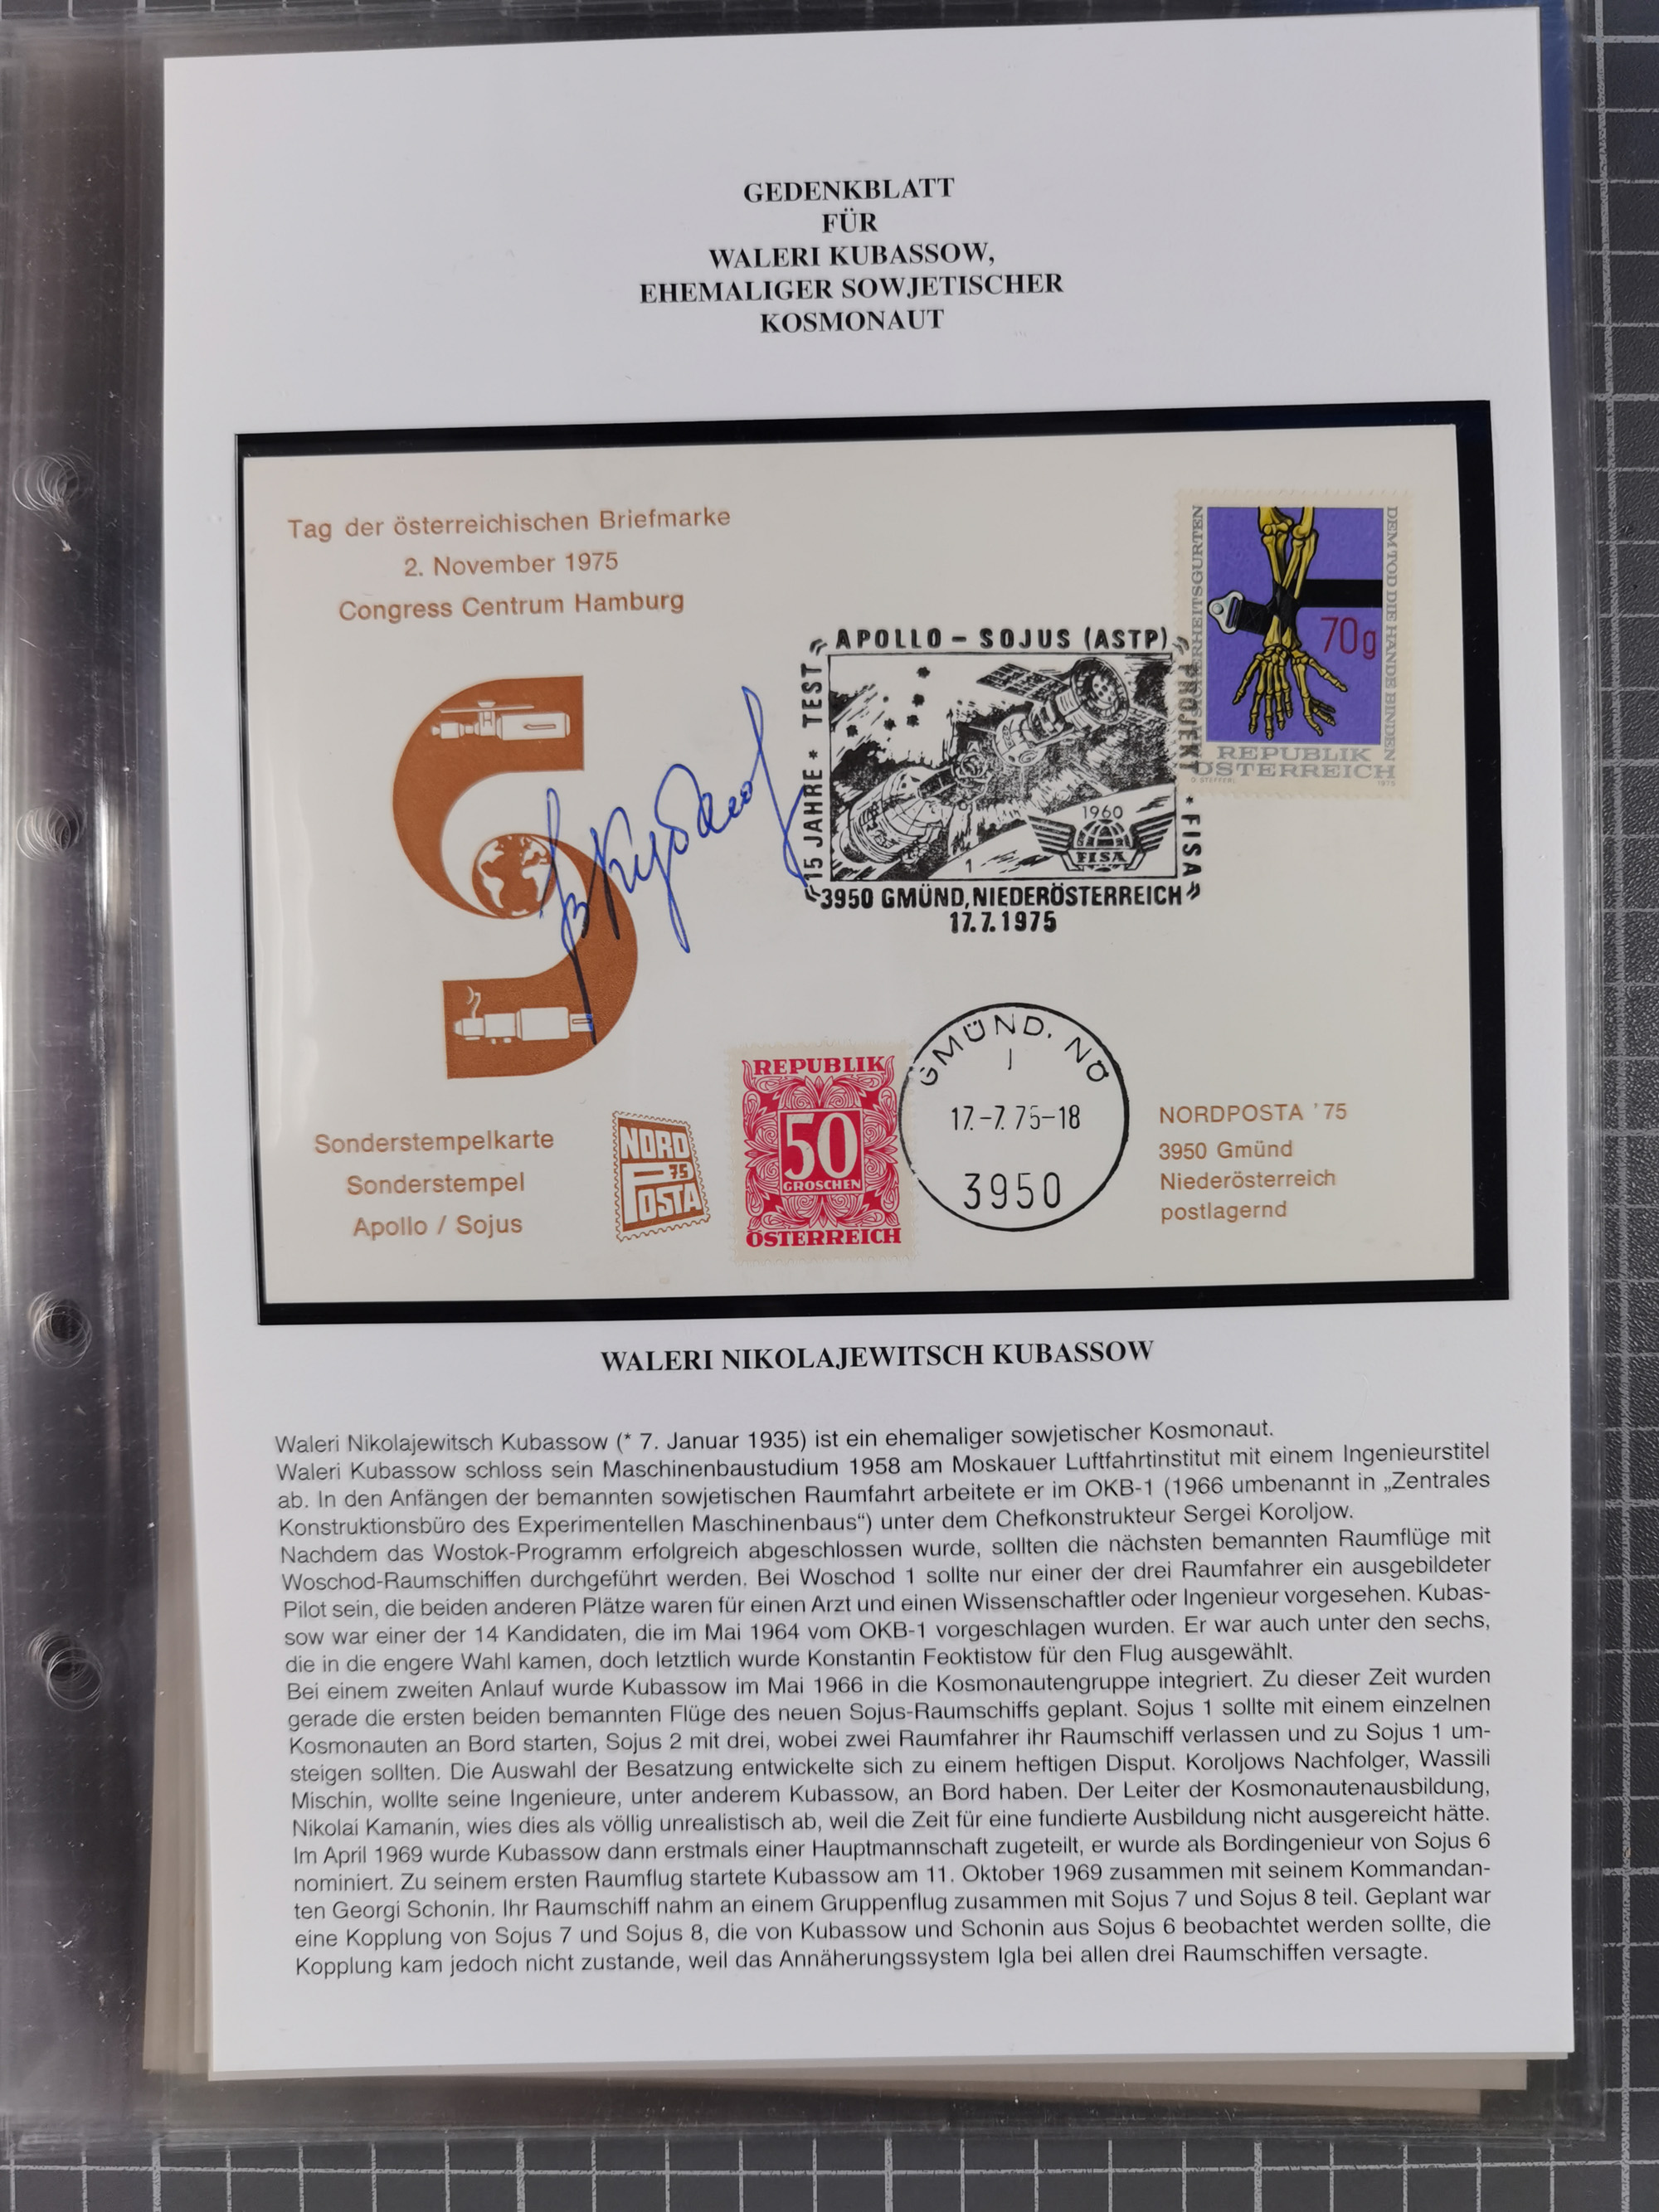 GEDENKBLATT
FÜR
WALERI KUBASSOW,
EHEMALIGER SOWJETISCHER
KOSMONAUT
Tag der österreichischen Briefmarke
2. November 1975
Congress Centrum Hamburg
APOLLO – SOJUS (ASTP)
15 JAHRE * TEST
PROJEKT * FISA
1960
FISA
1
3950 GMÜND, NIEDERÖSTERREICH
17.7.1975
SICHERHEITSGURTEN
DEM TOD DIE HÄNDE BINDEN
70g
REPUBLIK
ÖSTERREICH
1975
В Кубасов
Sonderstempelkarte
Sonderstempel
Apollo / Sojus
NORD
75
POSTA
REPUBLIK
50
GROSCHEN
ÖSTERREICH
GMÜND, NÖ
17.–7.75–18
3950
NORDPOSTA '75
3950 Gmünd
Niederösterreich
postlagernd
WALERI NIKOLAJEWITSCH KUBASSOW
Waleri Nikolajewitsch Kubassow (* 7. Januar 1935) ist ein ehemaliger sowjetischer Kosmonaut.
Waleri Kubassow schloss sein Maschinenbaustudium 1958 am Moskauer Luftfahrtinstitut mit einem Ingenieurstitel
ab. In den Anfängen der bemannten sowjetischen Raumfahrt arbeitete er im OKB-1 (1966 umbenannt in „Zentrales
Konstruktionsbüro des Experimentellen Maschinenbaus“) unter dem Chefkonstrukteur Sergei Koroljow.
Nachdem das Wostok-Programm erfolgreich abgeschlossen wurde, sollten die nächsten bemannten Raumflüge mit
Woschod-Raumschiffen durchgeführt werden. Bei Woschod 1 sollte nur einer der drei Raumfahrer ein ausgebildeter
Pilot sein, die beiden anderen Plätze waren für einen Arzt und einen Wissenschaftler oder Ingenieur vorgesehen. Kubas-
sow war einer der 14 Kandidaten, die im Mai 1964 vom OKB-1 vorgeschlagen wurden. Er war auch unter den sechs,
die in die engere Wahl kamen, doch letztlich wurde Konstantin Feoktistow für den Flug ausgewählt.
Bei einem zweiten Anlauf wurde Kubassow im Mai 1966 in die Kosmonautengruppe integriert. Zu dieser Zeit wurden
gerade die ersten beiden bemannten Flüge des neuen Sojus-Raumschiffs geplant. Sojus 1 sollte mit einem einzelnen
Kosmonauten an Bord starten, Sojus 2 mit drei, wobei zwei Raumfahrer ihr Raumschiff verlassen und zu Sojus 1 um-
steigen sollten. Die Auswahl der Besatzung entwickelte sich zu einem heftigen Disput. Koroljows Nachfolger, Wassili
Mischin, wollte seine Ingenieure, unter anderem Kubassow, an Bord haben. Der Leiter der Kosmonautenausbildung,
Nikolai Kamanin, wies dies als völlig unrealistisch ab, weil die Zeit für eine fundierte Ausbildung nicht ausgereicht hätte.
Im April 1969 wurde Kubassow dann erstmals einer Hauptmannschaft zugeteilt, er wurde als Bordingenieur von Sojus 6
nominiert. Zu seinem ersten Raumflug startete Kubassow am 11. Oktober 1969 zusammen mit seinem Kommandan-
ten Georgi Schonin. Ihr Raumschiff nahm an einem Gruppenflug zusammen mit Sojus 7 und Sojus 8 teil. Geplant war
eine Kopplung von Sojus 7 und Sojus 8, die von Kubassow und Schonin aus Sojus 6 beobachtet werden sollte, die
Kopplung kam jedoch nicht zustande, weil das Annäherungssystem Igla bei allen drei Raumschiffen versagte.